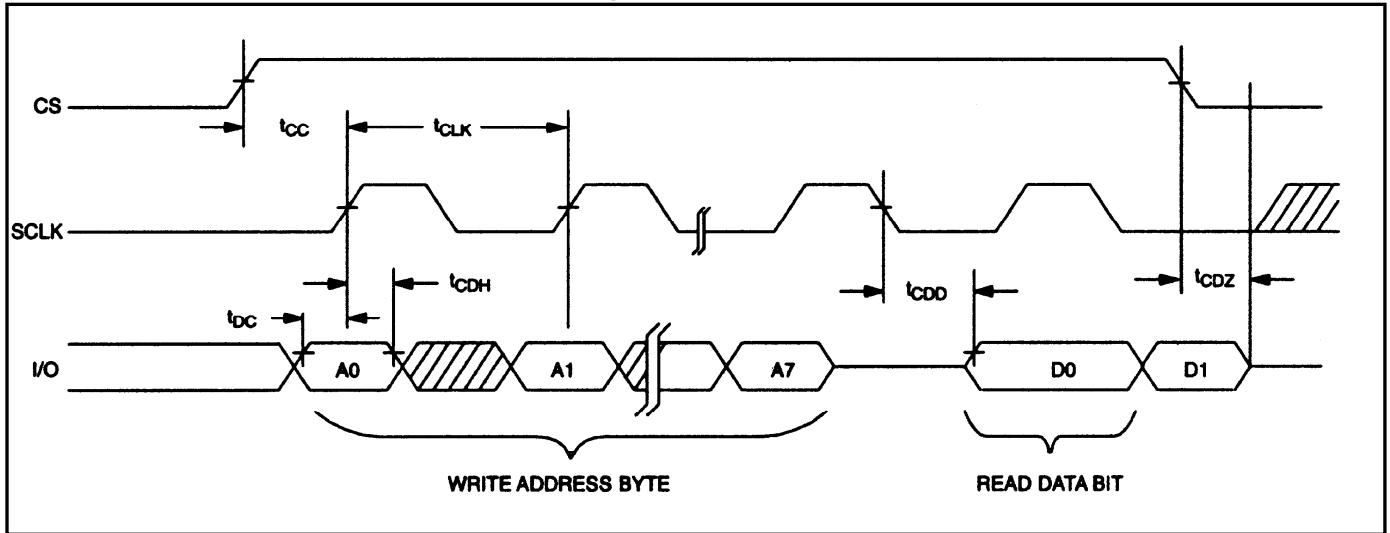 CS
tCC
tCLK
SCLK
tCDH
tCDD
tCDZ
tDC
I/O
A0
A1
A7
D0
D1
WRITE ADDRESS BYTE
READ DATA BIT